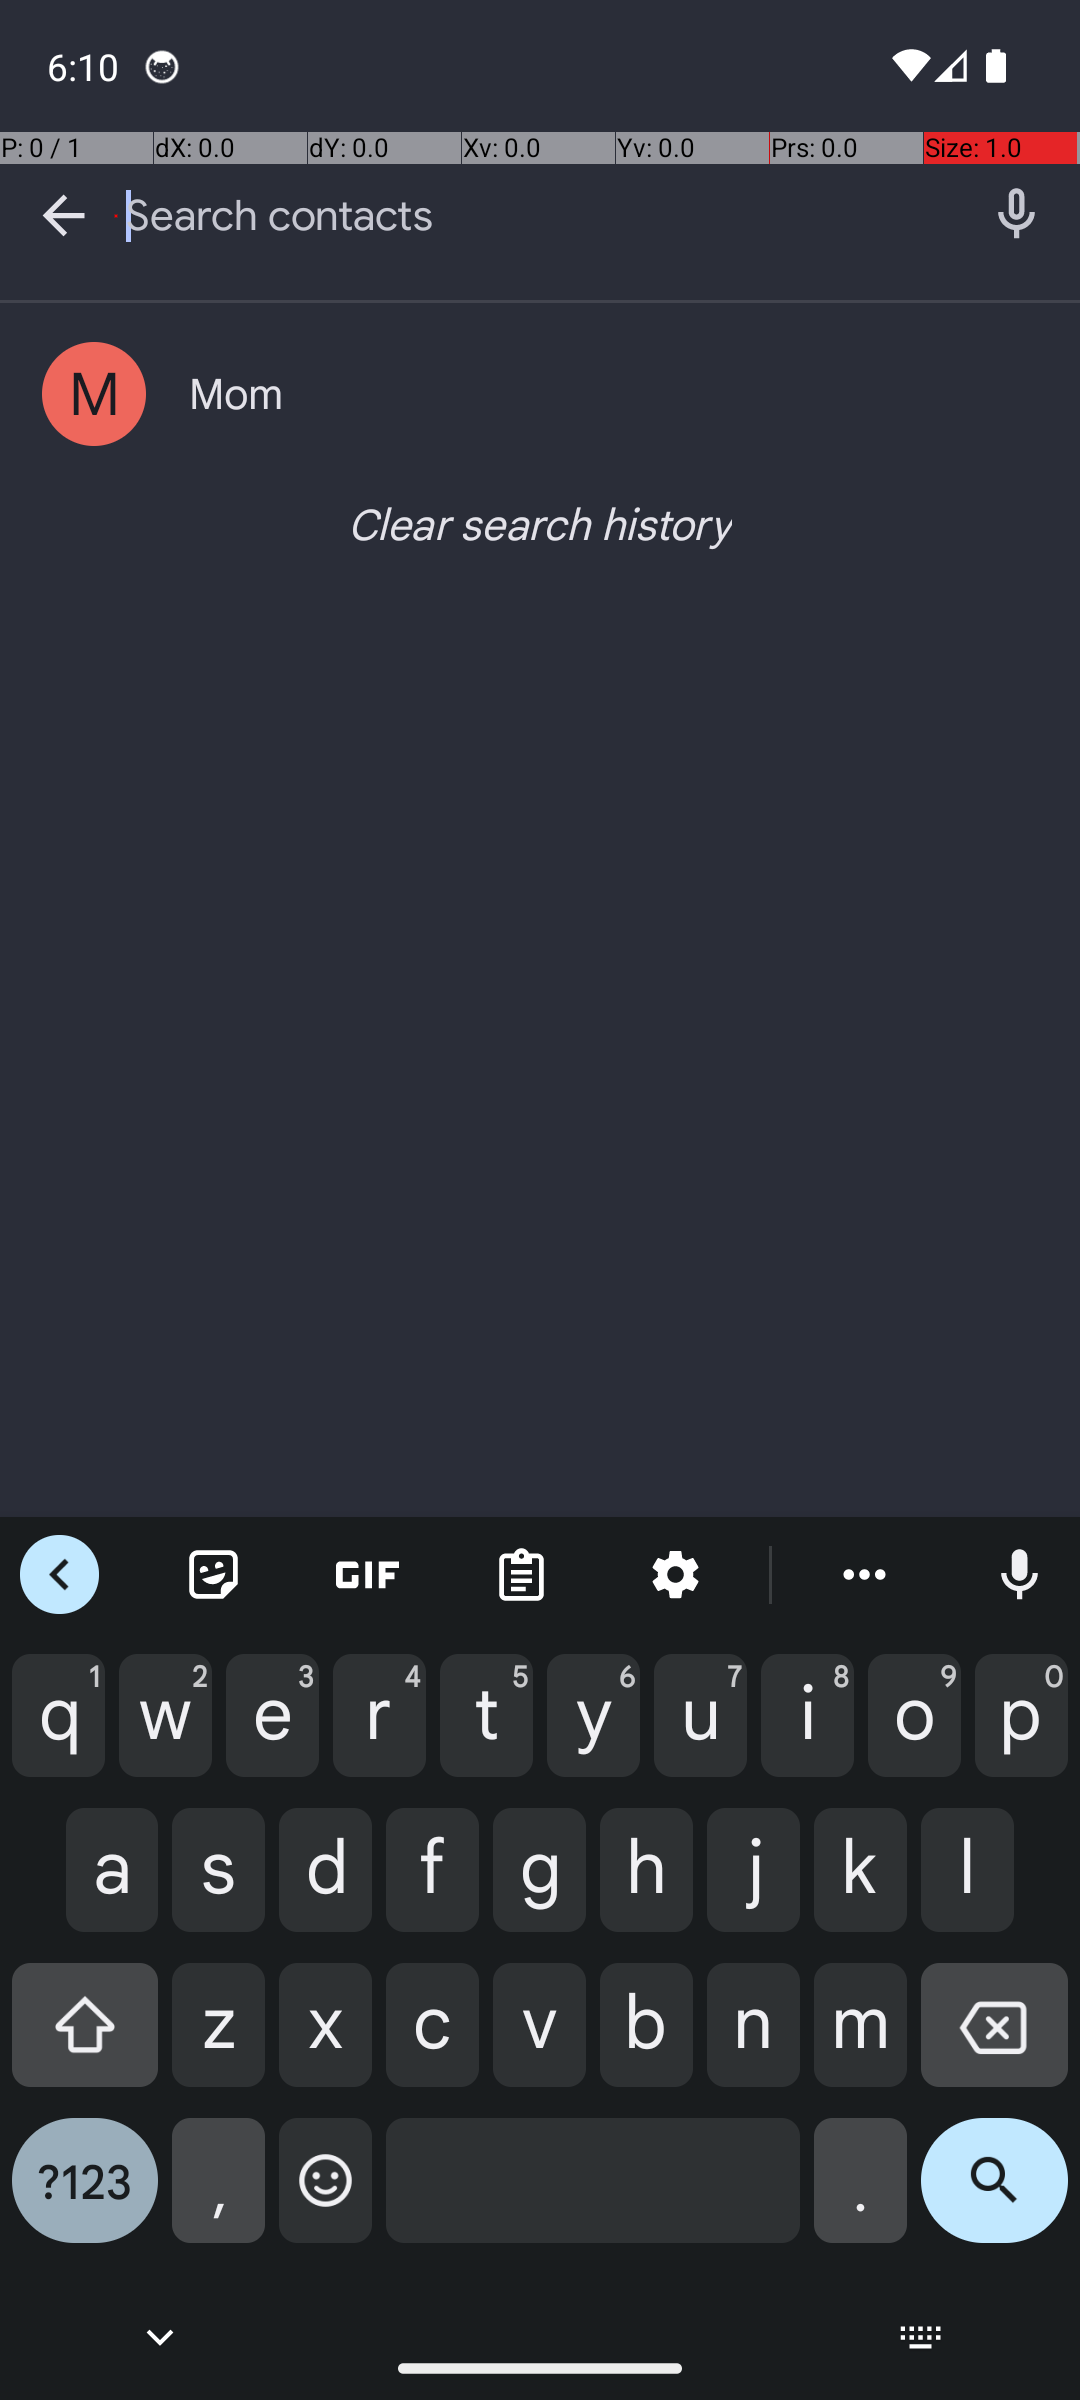 6:10
P: 0 / 1 dX: 0.0 dY: 0.0 Xv: 0.0 Yv: 0.0 Prs: 0.0 Size: 1.0
Search contacts
M Mom
Clear search history
GIF
1 2 3 4 5 6 7 8 9 0
q w e r t y u i o p
a s d f g h j k l
z x c v b n m
?123 , .